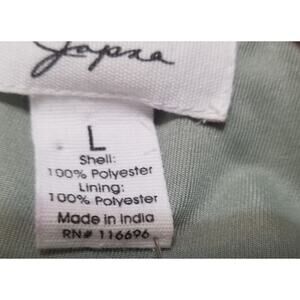 Japna
L
Shell:
100% Polyester
Lining:
100% Polyester
Made in India
RN# 116696